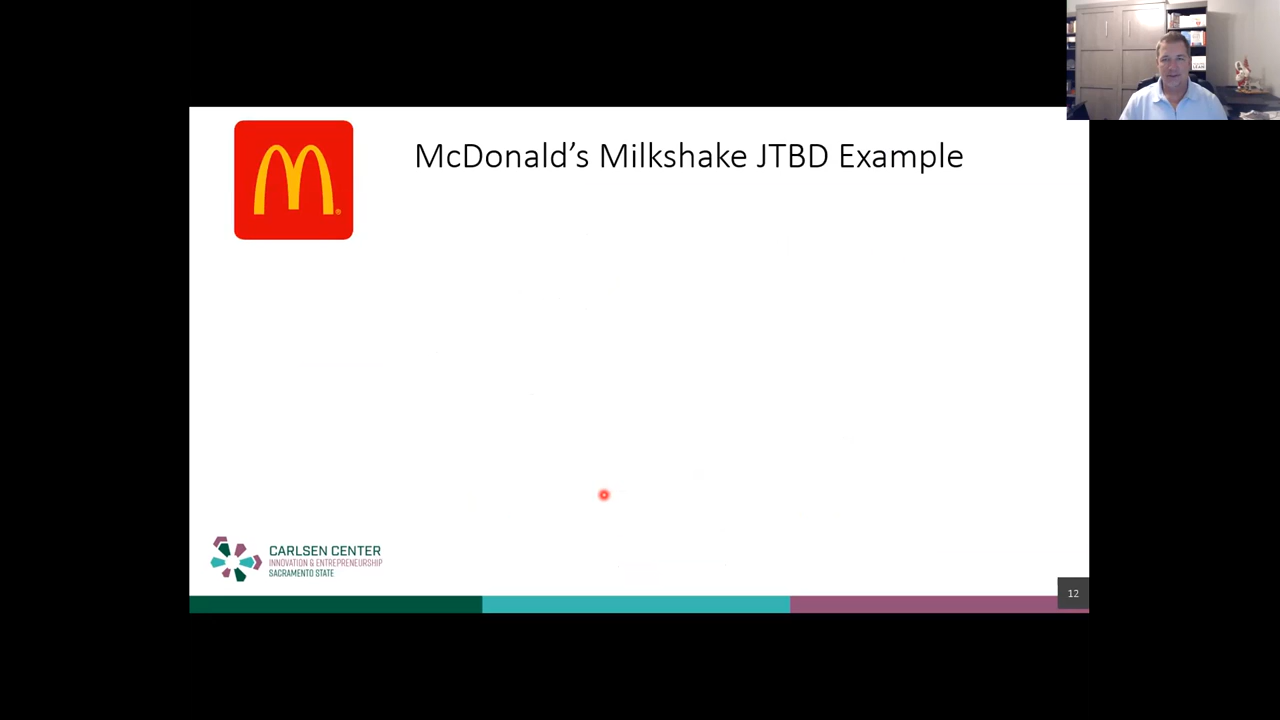 McDonald’s Milkshake JTBD Example
CARLSEN CENTER
INNOVATION & ENTREPRENEURSHIP
SACRAMENTO STATE
12